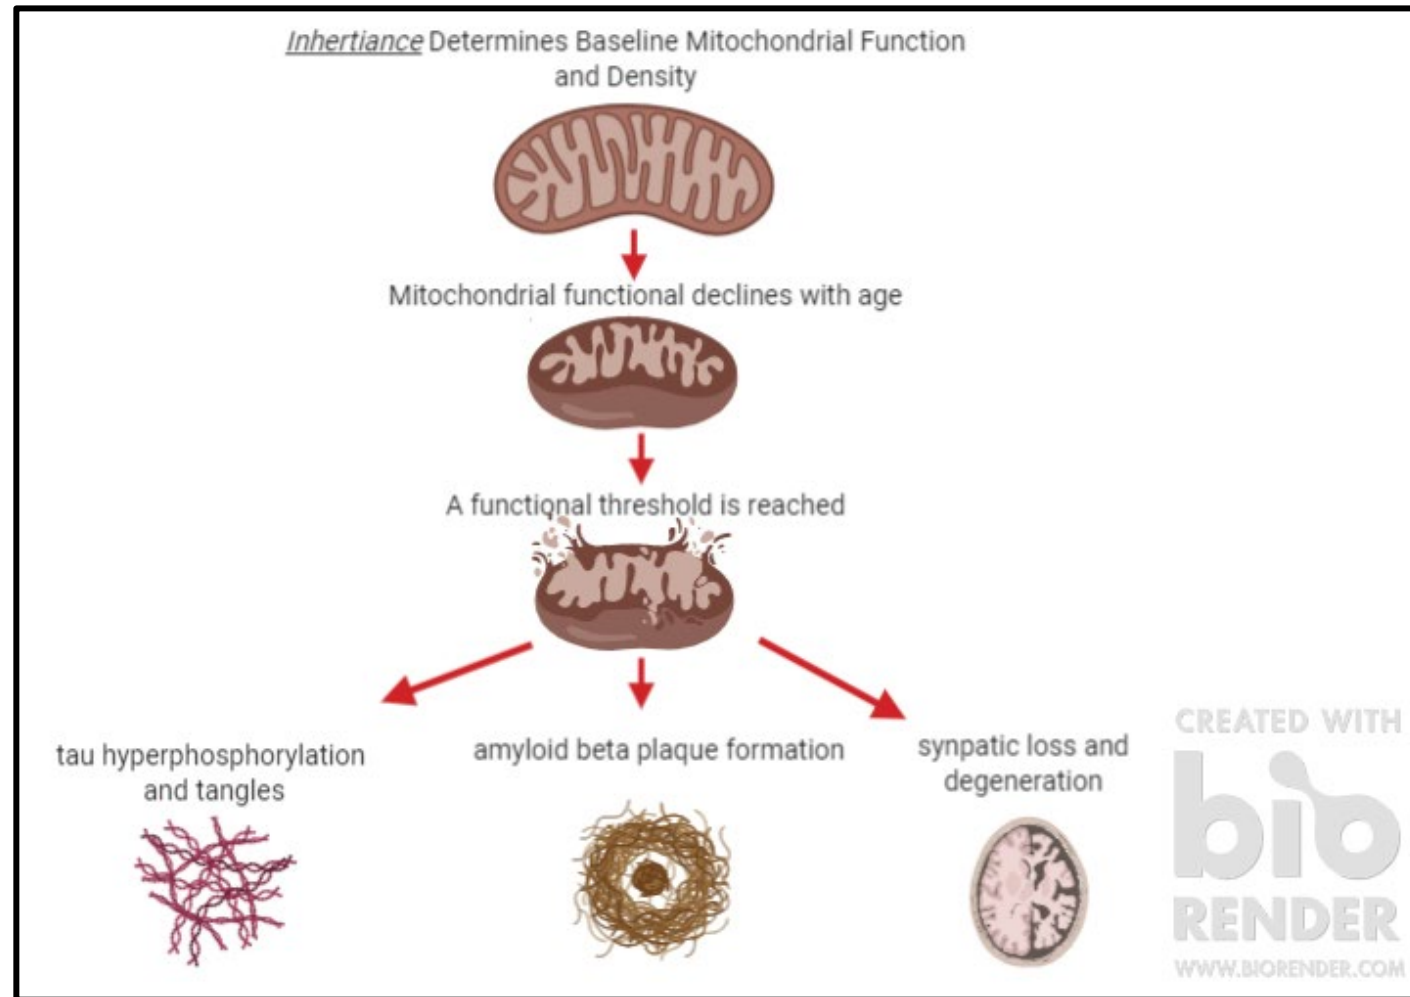 Inhertiance Determines Baseline Mitochondrial Function
and Density
Mitochondrial functional declines with age
A functional threshold is reached
tau hyperphosphorylation
and tangles
amyloid beta plaque formation
synpatic loss and
degeneration
CREATED WITH
bio
RENDER
WWW.BIORENDER.COM